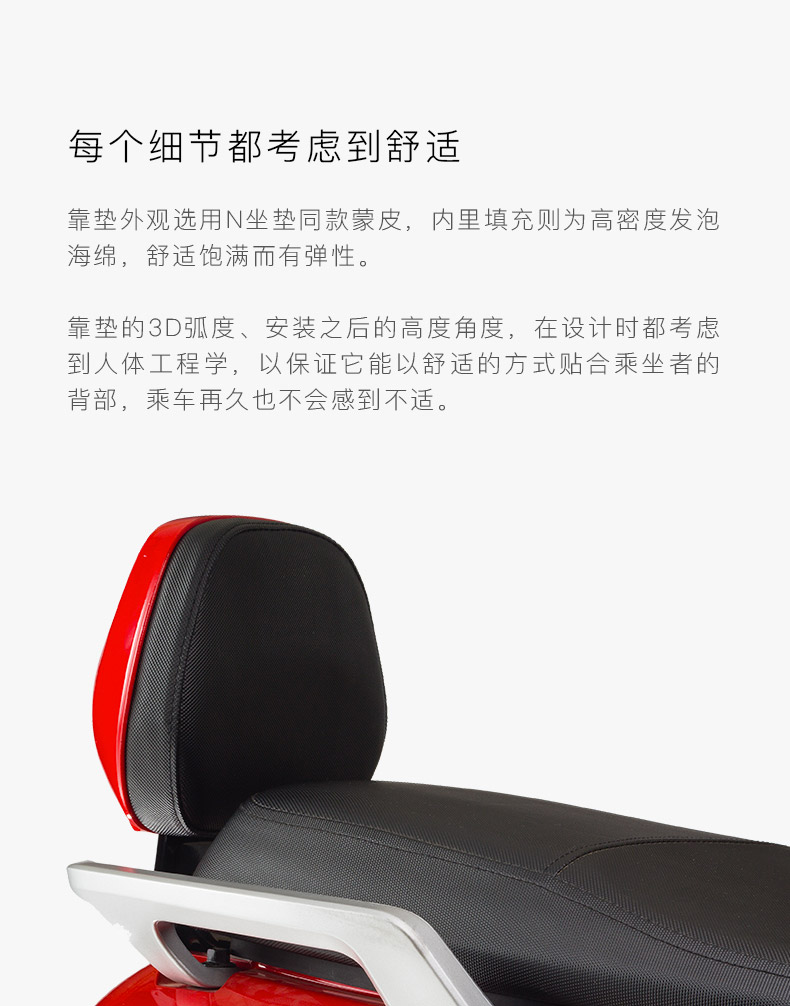 每个细节都考虑到舒适
靠垫外观选用N坐垫同款蒙皮，内里填充则为高密度发泡
海绵，舒适饱满而有弹性。
靠垫的3D弧度、安装之后的高度角度，在设计时都考虑
到人体工程学，以保证它能以舒适的方式贴合乘坐者的
背部，乘车再久也不会感到不适。